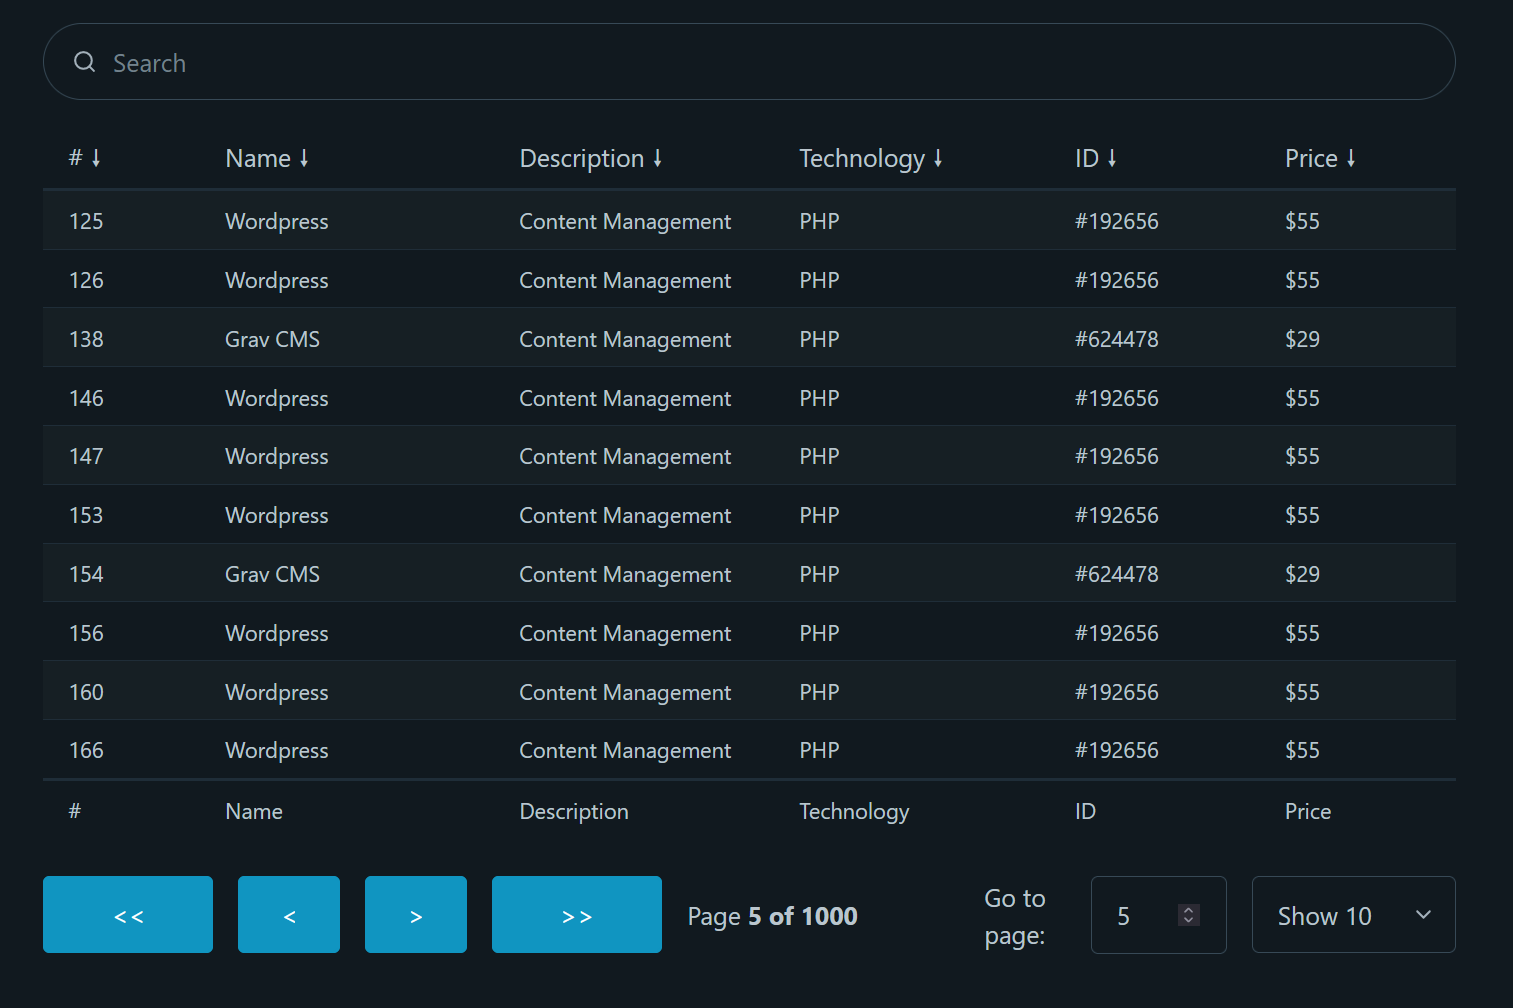 Search
# ↓ Name ↓ Description ↓ Technology ↓ ID ↓ Price ↓
125 Wordpress Content Management PHP #192656 $55
126 Wordpress Content Management PHP #192656 $55
138 Grav CMS Content Management PHP #624478 $29
146 Wordpress Content Management PHP #192656 $55
147 Wordpress Content Management PHP #192656 $55
153 Wordpress Content Management PHP #192656 $55
154 Grav CMS Content Management PHP #624478 $29
156 Wordpress Content Management PHP #192656 $55
160 Wordpress Content Management PHP #192656 $55
166 Wordpress Content Management PHP #192656 $55
# Name Description Technology ID Price
<< < > >> Page 5 of 1000 Go to page: 5 Show 10